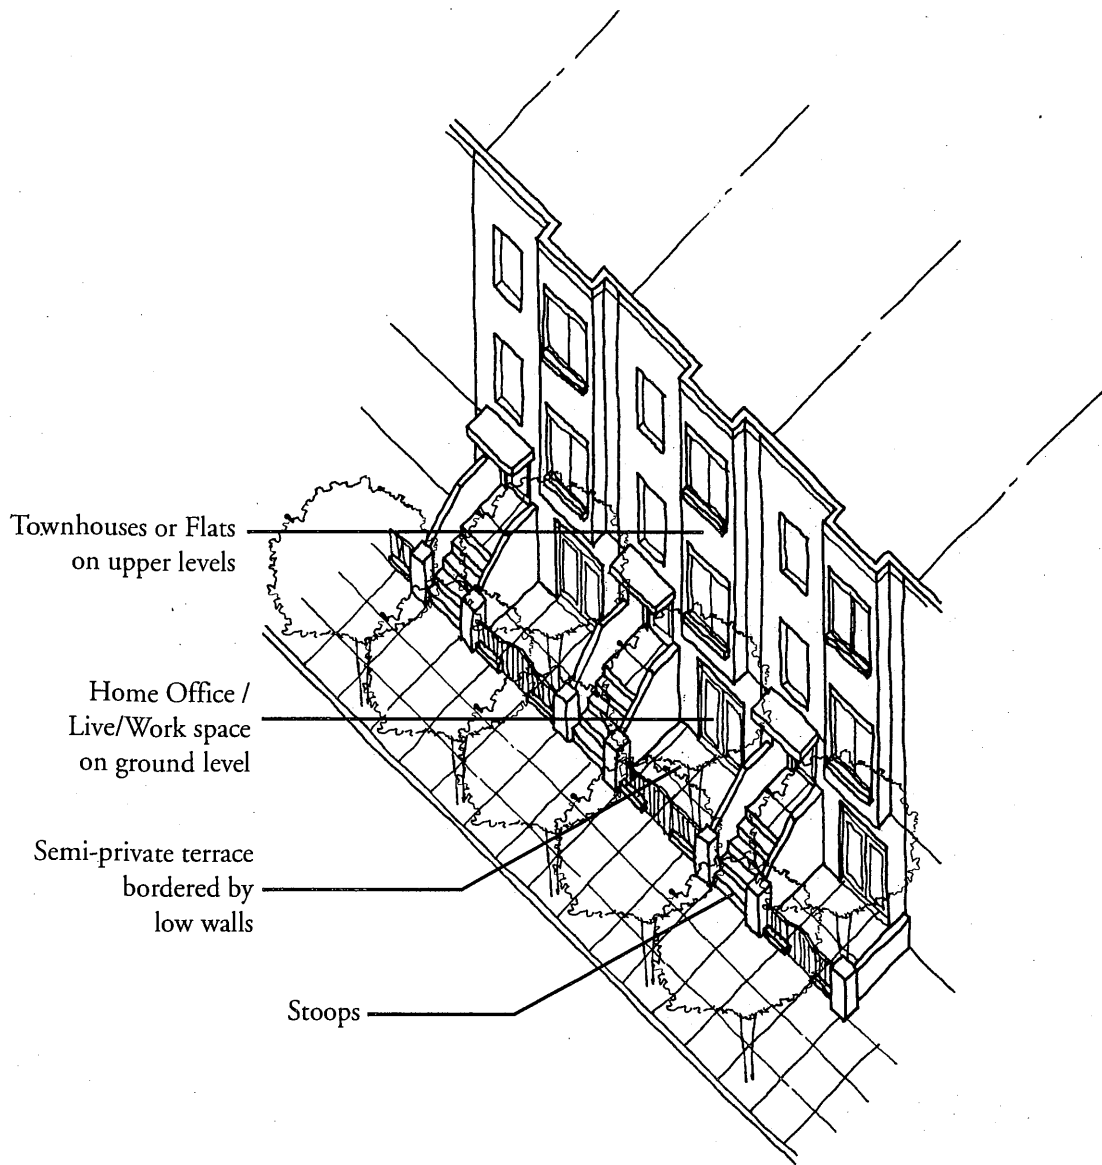 Townhouses or Flats
on upper levels
Home Office /
Live/Work space
on ground level
Semi-private terrace
bordered by
low walls
Stoops